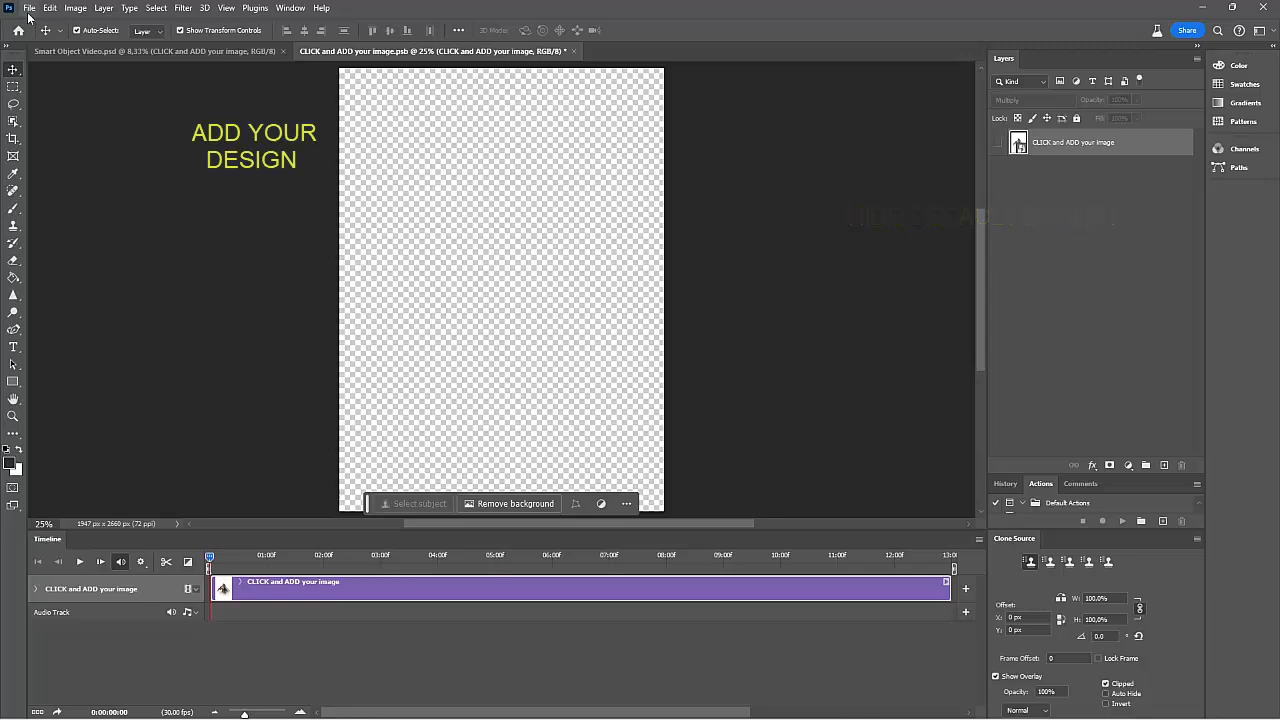 File Edit Image Layer Type Select Filter 3D View Plugins Window Help
Auto-Select: Layer Show Transform Controls 3D Mode: Share
Smart Object Video.psd @ 8,33% (CLICK and ADD your image, RGB/8) × CLICK and ADD your image.psb @ 25% (CLICK and ADD your image, RGB/8) * ×
ADD YOUR
DESIGN
Select subject Remove background
25% 1947 px x 2660 px (72 ppi)
Layers
Kind
Multiply Opacity: 100%
Lock: Fill: 100%
CLICK and ADD your image
Color
Swatches
Gradients
Patterns
Channels
Paths
History Actions Comments
Default Actions
Clone Source
Offset: W: 100.0%
X: 0 px H: 100,0%
Y: 0 px 0.0 °
Frame Offset: 0 Lock Frame
Show Overlay Clipped
Opacity: 100% Auto Hide
Normal Invert
Timeline
01:00f 02:00f 03:00f 04:00f 05:00f 06:00f 07:00f 08:00f 09:00f 10:00f 11:00f 12:00f 13:0
CLICK and ADD your image CLICK and ADD your image
Audio Track
0:00:00:00 (30,00 fps)